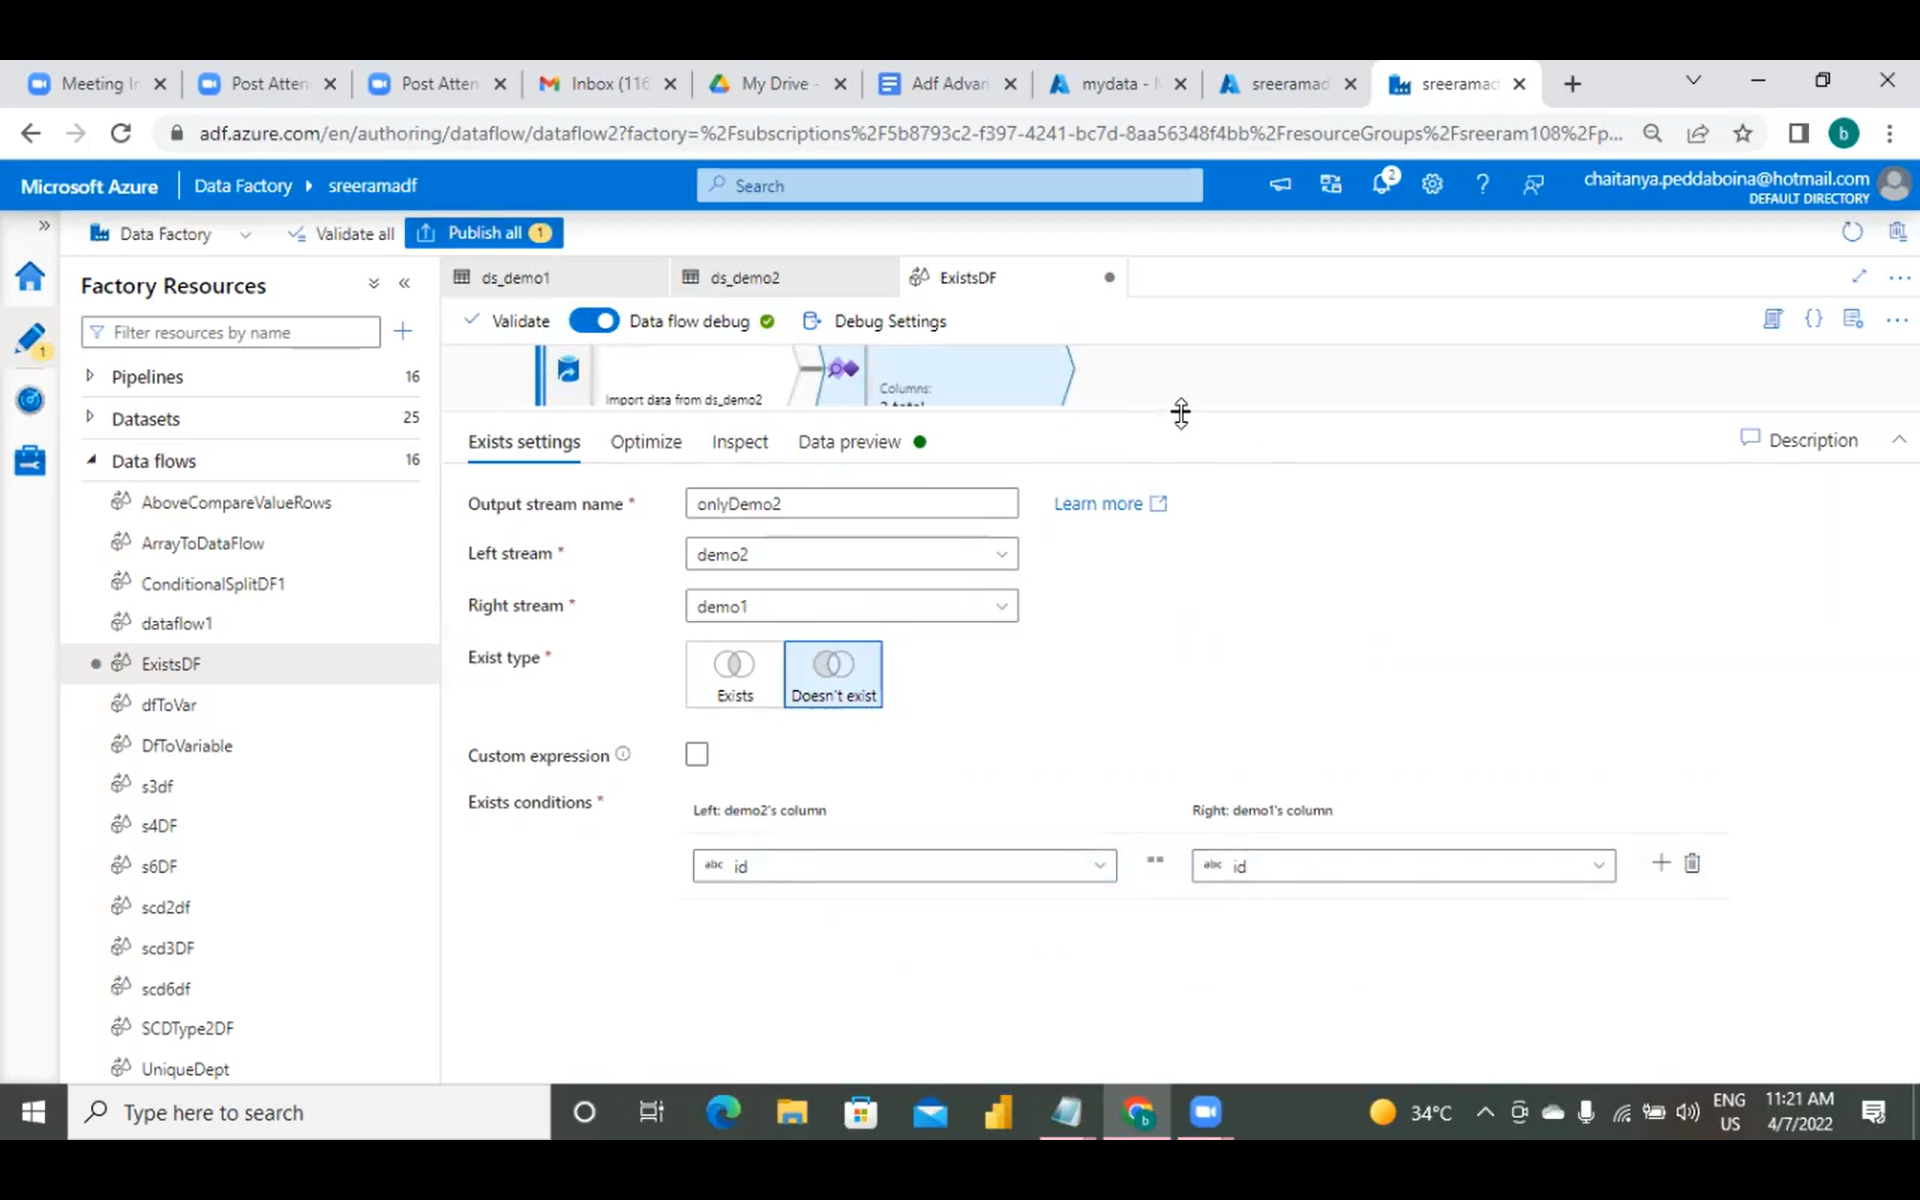 Meeting In
Post Atten
Post Atten
Inbox (116
My Drive -
Adf Advan
mydata -
sreeramad
sreeramad
adf.azure.com/en/authoring/dataflow/dataflow2?factory=%2Fsubscriptions%2F5b8793c2-f397-4241-bc7d-8aa56348f4bb%2FresourceGroups%2Fsreeram108%2Fp...
b
Microsoft Azure
Data Factory
sreeramadf
Search
2
chaitanya.peddaboina@hotmail.com
DEFAULT DIRECTORY
Data Factory
Validate all
Publish all 1
Factory Resources
Filter resources by name
1
Pipelines 16
Datasets 25
Data flows 16
AboveCompareValueRows
ArrayToDataFlow
ConditionalSplitDF1
dataflow1
ExistsDF
dfToVar
DfToVariable
s3df
s4DF
s6DF
scd2df
scd3DF
scd6df
SCDType2DF
UniqueDept
ds_demo1
ds_demo2
ExistsDF
Validate
Data flow debug
Debug Settings
Import data from ds_demo2
Columns:
Exists settings
Optimize
Inspect
Data preview
Description
Output stream name *
onlyDemo2
Learn more
Left stream *
demo2
Right stream *
demo1
Exist type *
Exists
Doesn't exist
Custom expression
Exists conditions *
Left: demo2's column
Right: demo1's column
abc id
==
abc id
Type here to search
b
34°C
ENG
US
11:21 AM
4/7/2022